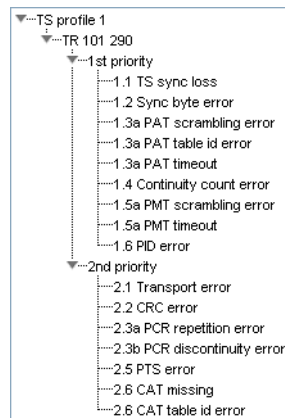 TS profile 1
TR 101 290
1st priority
1.1 TS sync loss
1.2 Sync byte error
1.3a PAT scrambling error
1.3a PAT table id error
1.3a PAT timeout
1.4 Continuity count error
1.5a PMT scrambling error
1.5a PMT timeout
1.6 PID error
2nd priority
2.1 Transport error
2.2 CRC error
2.3a PCR repetition error
2.3b PCR discontinuity error
2.5 PTS error
2.6 CAT missing
2.6 CAT table id error